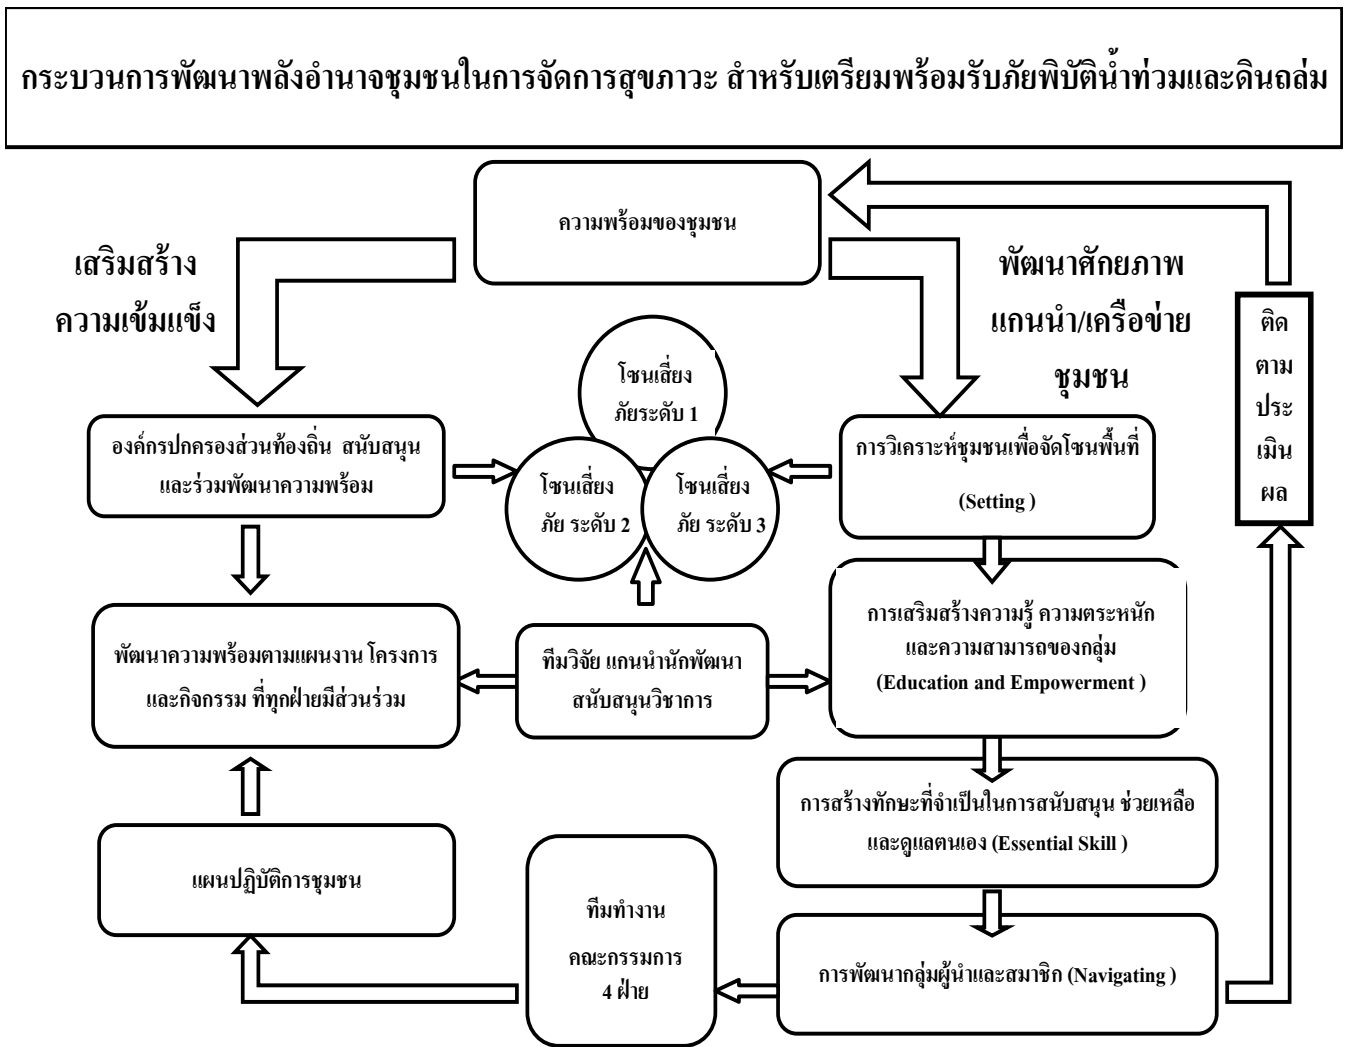 กระบวนการพัฒนาพลังอำนาจชุมชนในการจัดการสุขภาวะ สำหรับเตรียมพร้อมรับภัยพิบัติน้ำท่วมและดินถล่ม
ความพร้อมของชุมชน
เสริมสร้าง
ความเข้มแข็ง
พัฒนาศักยภาพ
แกนนำ/เครือข่าย
ชุมชน
ติด
ตาม
ประ
เมิน
ผล
โซนเสี่ยง
ภัยระดับ 1
โซนเสี่ยง
ภัย ระดับ 2
โซนเสี่ยง
ภัย ระดับ 3
องค์กรปกครองส่วนท้องถิ่น สนับสนุน
และร่วมพัฒนาความพร้อม
การวิเคราะห์ชุมชนเพื่อจัดโซนพื้นที่
(Setting )
พัฒนาความพร้อมตามแผนงาน โครงการ
และกิจกรรม ที่ทุกฝ่ายมีส่วนร่วม
ทีมวิจัย แกนนำนักพัฒนา
สนับสนุนวิชาการ
การเสริมสร้างความรู้ ความตระหนัก
และความสามารถของกลุ่ม
(Education and Empowerment )
การสร้างทักษะที่จำเป็นในการสนับสนุน ช่วยเหลือ
และดูแลตนเอง (Essential Skill )
แผนปฏิบัติการชุมชน
ทีมทำงาน
คณะกรรมการ
4 ฝ่าย
การพัฒนากลุ่มผู้นำและสมาชิก (Navigating )